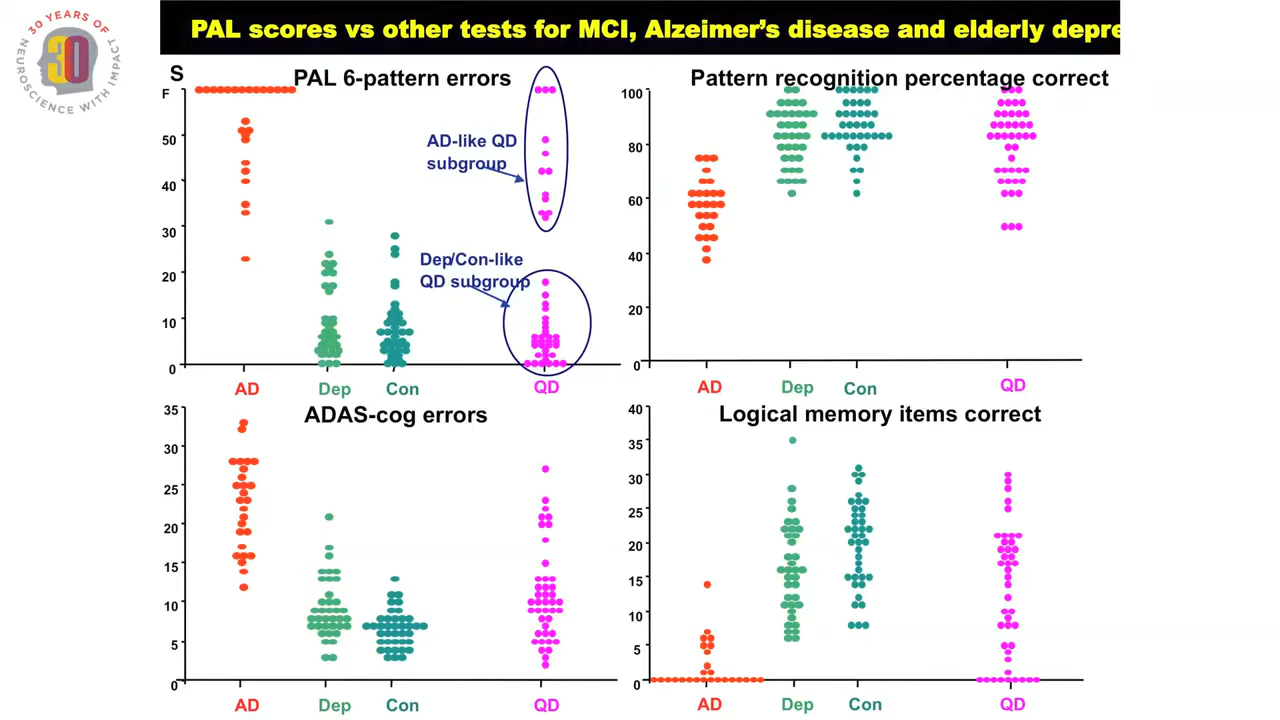 30 YEARS OF
NEUROSCIENCE WITH IMPACT
30
PAL scores vs other tests for MCI, Alzeimer's disease and elderly depre
S
PAL 6-pattern errors
F
50
40
30
20
10
0
AD-like QD
subgroup
Dep/Con-like
QD subgroup
AD
Dep
Con
QD
Pattern recognition percentage correct
100
80
60
40
20
0
AD
Dep
Con
QD
ADAS-cog errors
35
30
25
20
15
10
5
0
AD
Dep
Con
QD
Logical memory items correct
40
35
30
25
20
15
10
5
0
AD
Dep
Con
QD